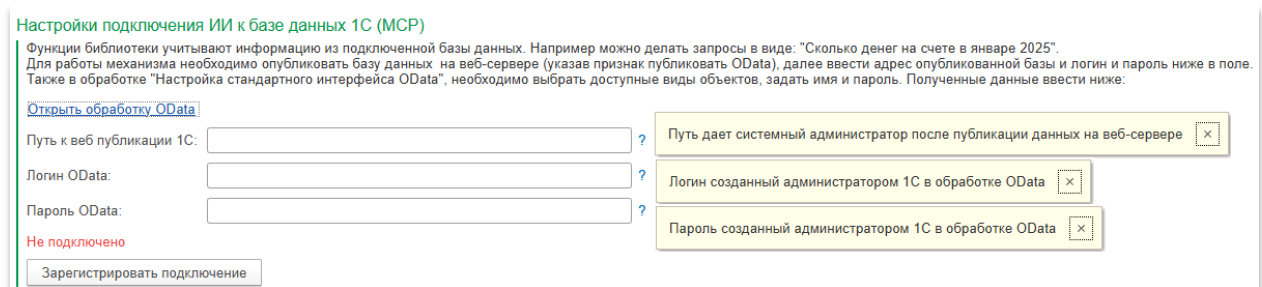 Настройки подключения ИИ к базе данных 1С (MCP)
Функции библиотеки учитывают информацию из подключенной базы данных. Например можно делать запросы в виде: "Сколько денег на счете в январе 2025".
Для работы механизма необходимо опубликовать базу данных на веб-сервере (указав признак публиковать OData), далее ввести адрес опубликованной базы и логин и пароль ниже в поле.
Также в обработке "Настройка стандартного интерфейса OData", необходимо выбрать доступные виды объектов, задать имя и пароль. Полученные данные ввести ниже:
Открыть обработку OData
Путь к веб публикации 1С: ? Путь дает системный администратор после публикации данных на веб-сервере ×
Логин OData: ? Логин созданный администратором 1С в обработке OData ×
Пароль OData: ? Пароль созданный администратором 1С в обработке OData ×
Не подключено
Зарегистрировать подключение